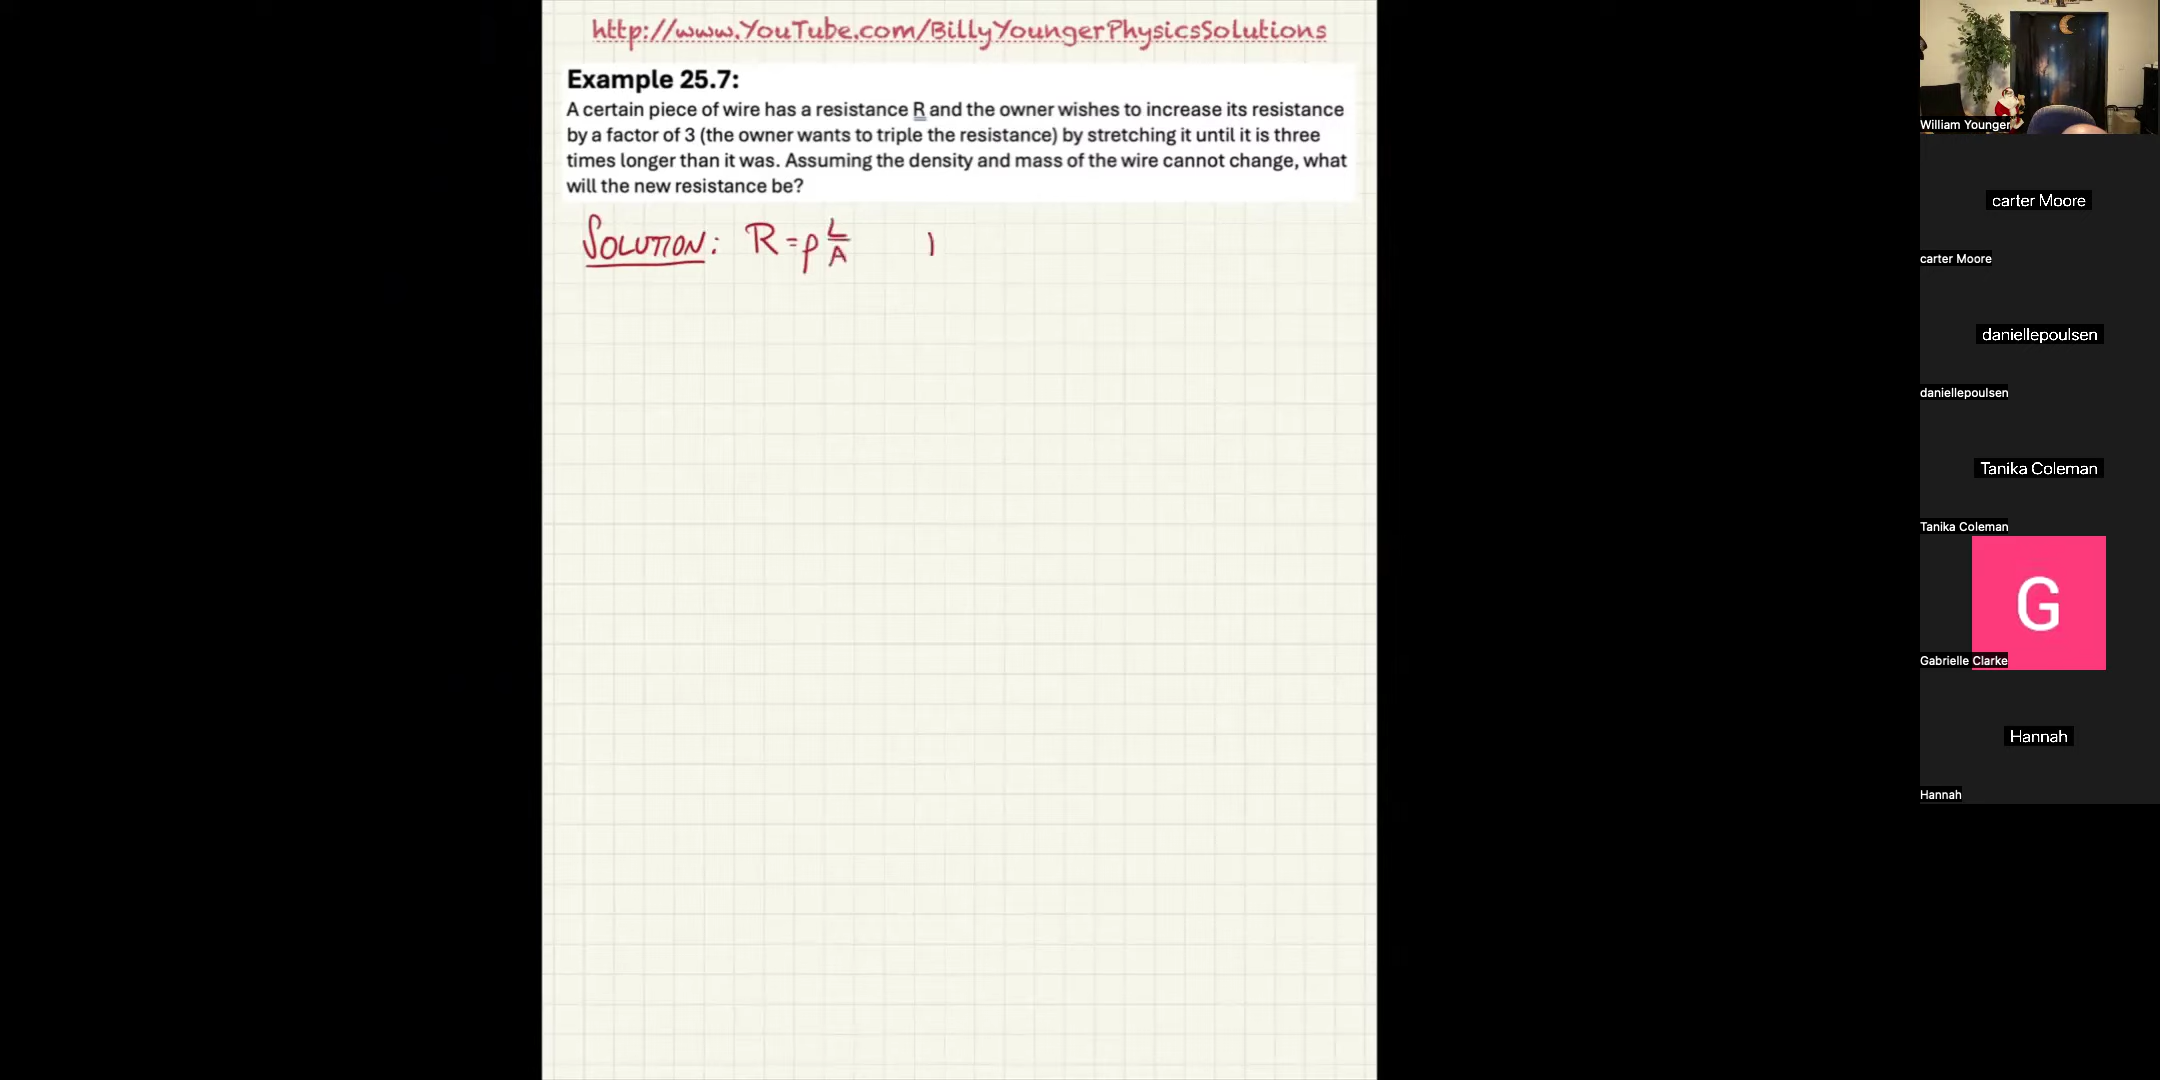 http://www.YouTube.com/BillyYoungerPhysicsSolutions
Example 25.7:
A certain piece of wire has a resistance R and the owner wishes to increase its resistance
by a factor of 3 (the owner wants to triple the resistance) by stretching it until it is three
times longer than it was. Assuming the density and mass of the wire cannot change, what
will the new resistance be?
SOLUTION: R = ρ L/A
William Younger
carter Moore
carter Moore
daniellepoulsen
daniellepoulsen
Tanika Coleman
Tanika Coleman
G
Gabrielle Clarke
Hannah
Hannah